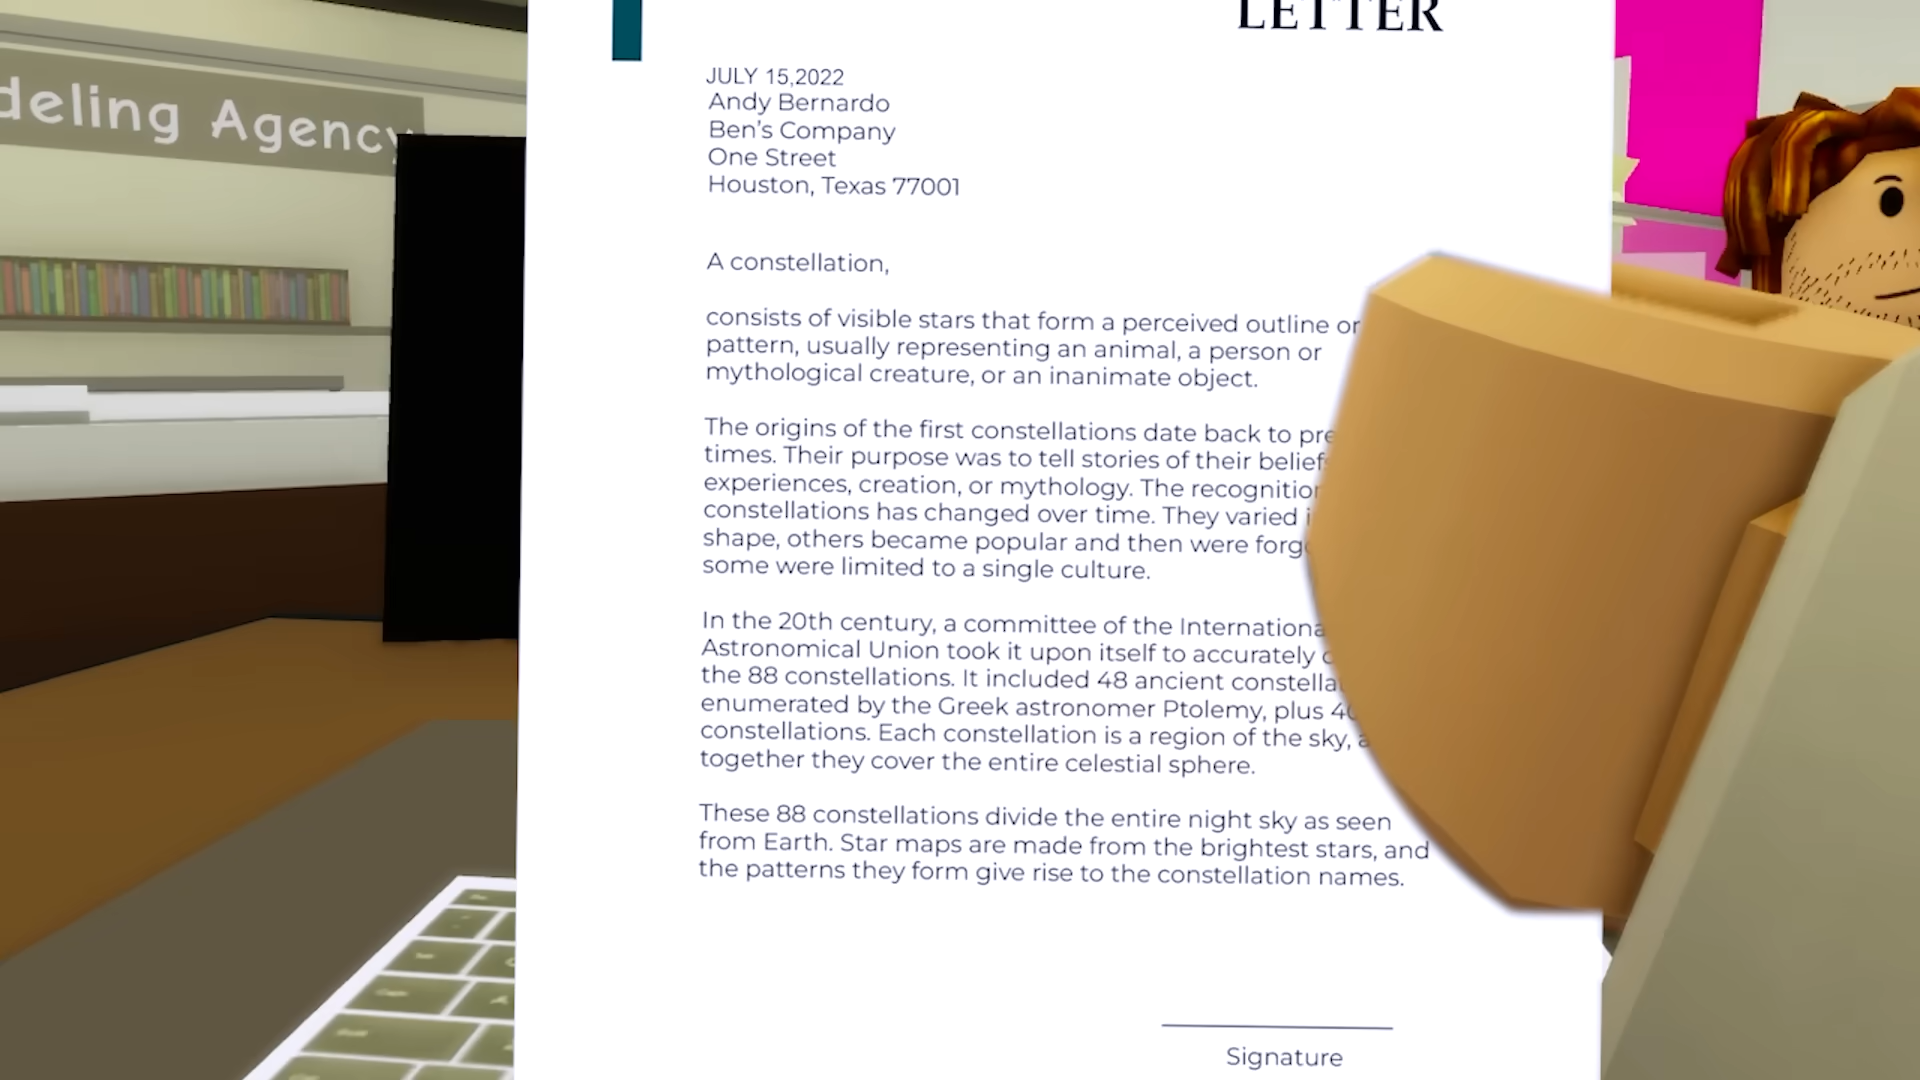 Agency
LETTER
JULY 15,2022
Andy Bernardo
Ben's Company
One Street
Houston, Texas 77001
A constellation,
consists of visible stars that form a perceived outline or
pattern, usually representing an animal, a person or
mythological creature, or an inanimate object.
The origins of the first constellations date back to
times. Their purpose was to tell stories of their
experiences, creation, or mythology. The
constellations has changed over time. They varied
shape, others became popular and then were
some were limited to a single culture.
In the 20th century, a committee of the
Astronomical Union took it upon itself to accurately
the 88 constellations. It included 48 ancient
enumerated by the Greek astronomer Ptolemy, plus
constellations. Each constellation is a region of the sky,
together they cover the entire celestial sphere.
These 88 constellations divide the entire night sky as seen
from Earth. Star maps are made from the brightest stars, and
the patterns they form give rise to the constellation names.
Signature